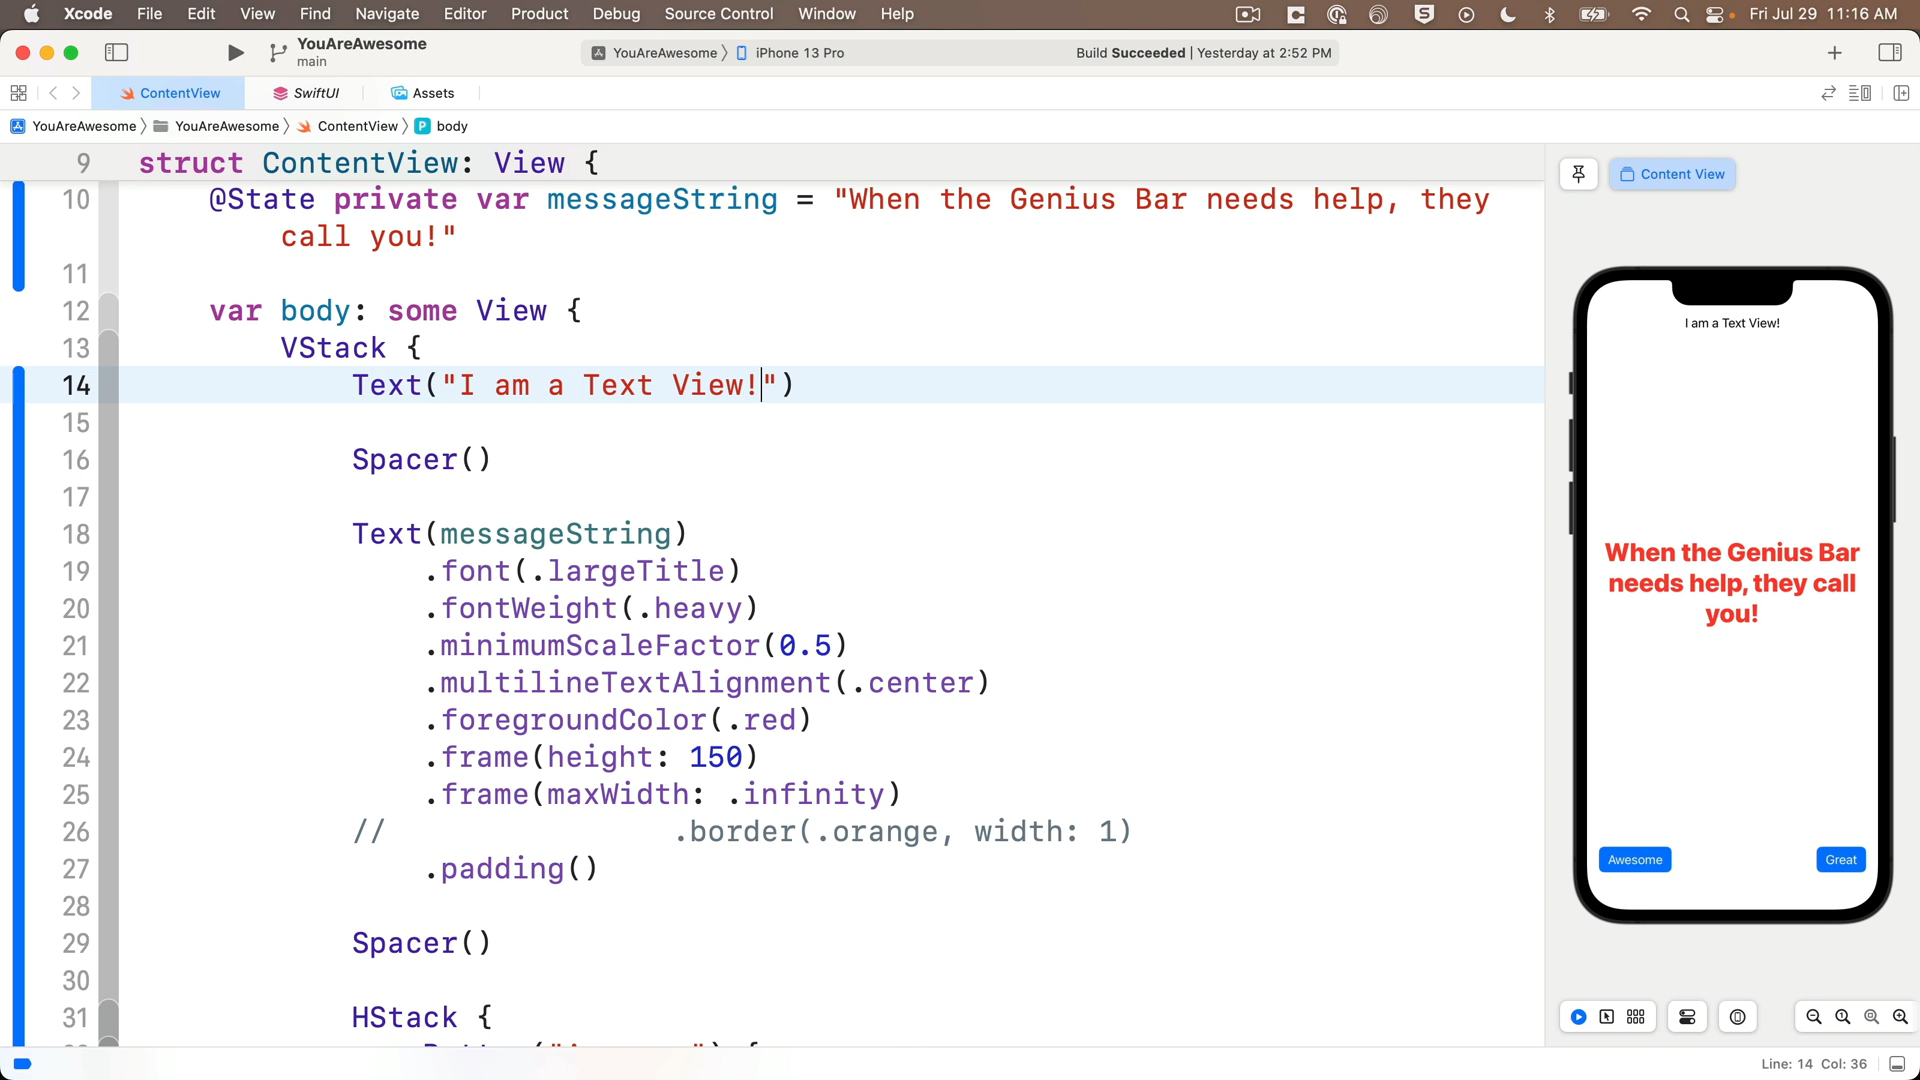 Xcode File Edit View Find Navigate Editor Product Debug Source Control Window Help Fri Jul 29 11:16 AM
YouAreAwesome
main
YouAreAwesome iPhone 13 Pro Build Succeeded | Yesterday at 2:52 PM
ContentView SwiftUI Assets
YouAreAwesome YouAreAwesome ContentView P body
9 struct ContentView: View {
10 @State private var messageString = "When the Genius Bar needs help, they
call you!"
11
12 var body: some View {
13 VStack {
14 Text("I am a Text View!")
15
16 Spacer()
17
18 Text(messageString)
19 .font(.largeTitle)
20 .fontWeight(.heavy)
21 .minimumScaleFactor(0.5)
22 .multilineTextAlignment(.center)
23 .foregroundColor(.red)
24 .frame(height: 150)
25 .frame(maxWidth: .infinity)
26 // .border(.orange, width: 1)
27 .padding()
28
29 Spacer()
30
31 HStack {
Content View
I am a Text View!
When the Genius Bar
needs help, they call
you!
Awesome Great
Line: 14 Col: 36